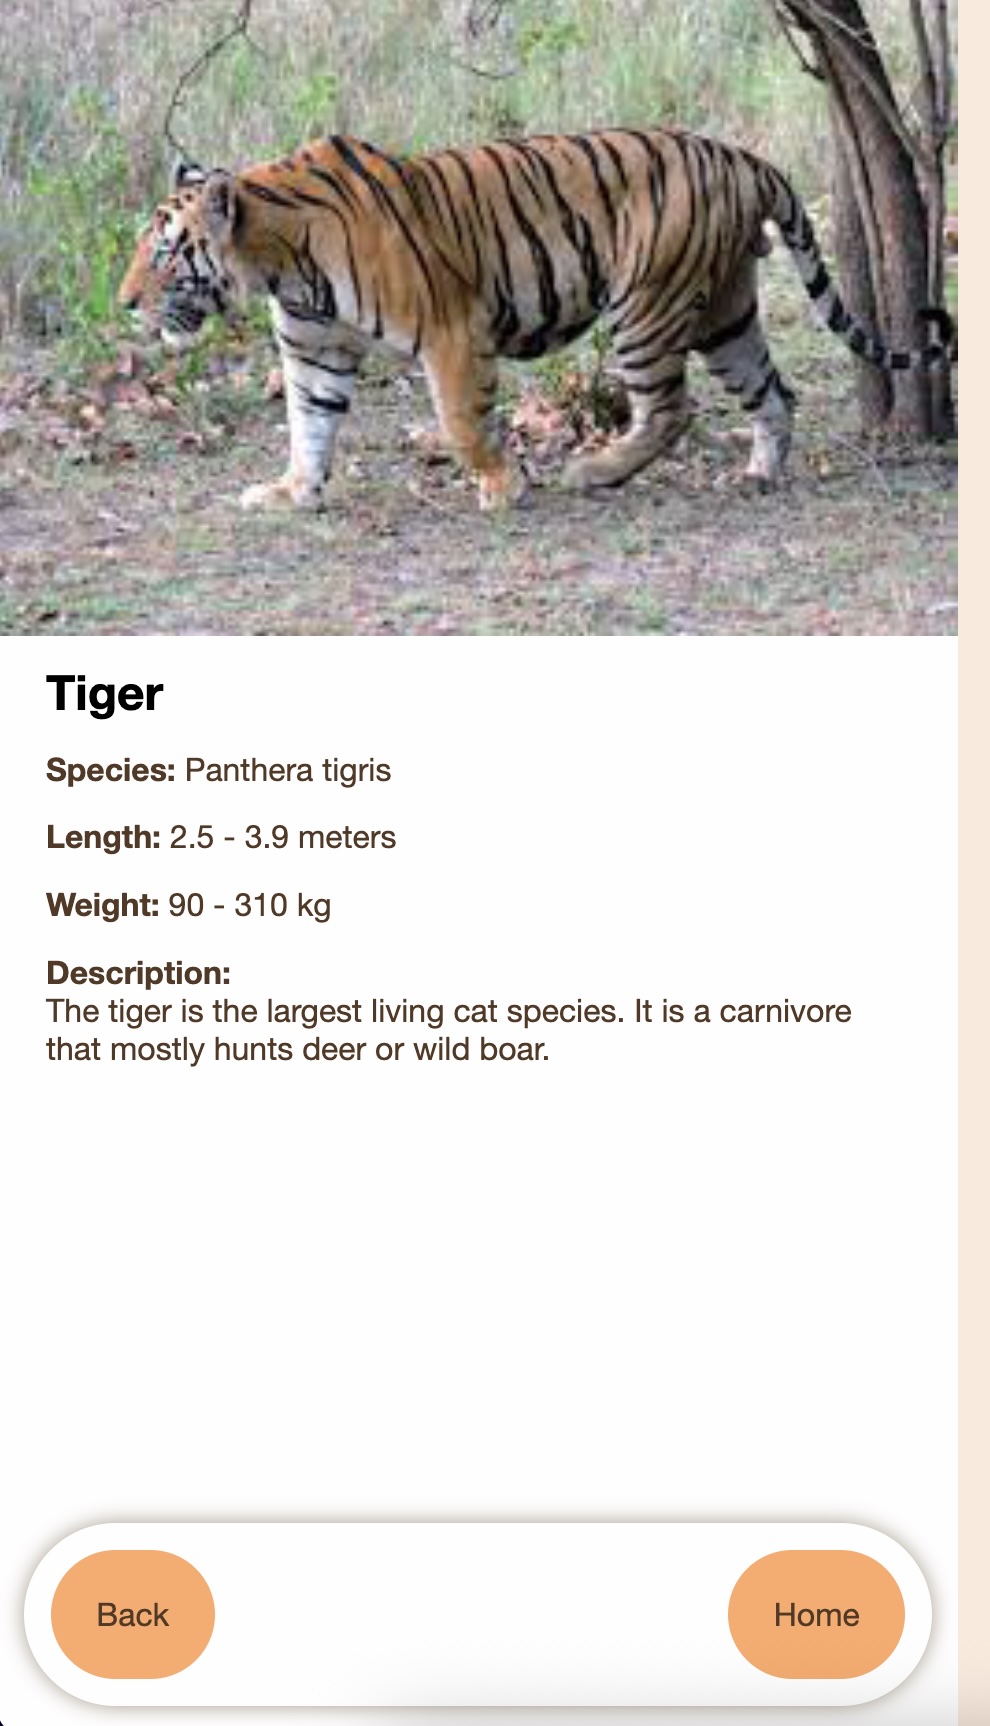 Tiger
Species: Panthera tigris
Length: 2.5 - 3.9 meters
Weight: 90 - 310 kg
Description:
The tiger is the largest living cat species. It is a carnivore
that mostly hunts deer or wild boar.
Back
Home